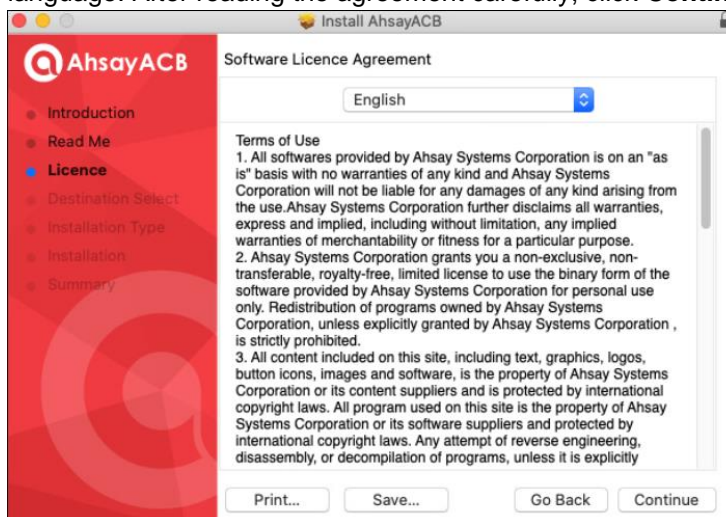 language. After reading the agreement carefully, click
Install AhsayACB
AhsayACB
Software Licence Agreement
English
Introduction
Read Me
Licence
Destination Select
Installation Type
Installation
Summary
Terms of Use
1. All softwares provided by Ahsay Systems Corporation is on an "as
is" basis with no warranties of any kind and Ahsay Systems
Corporation will not be liable for any damages of any kind arising from
the use.Ahsay Systems Corporation further disclaims all warranties,
express and implied, including without limitation, any implied
warranties of merchantability or fitness for a particular purpose.
2. Ahsay Systems Corporation grants you a non-exclusive, non-
transferable, royalty-free, limited license to use the binary form of the
software provided by Ahsay Systems Corporation for personal use
only. Redistribution of programs owned by Ahsay Systems
Corporation, unless explicitly granted by Ahsay Systems Corporation ,
is strictly prohibited.
3. All content included on this site, including text, graphics, logos,
button icons, images and software, is the property of Ahsay Systems
Corporation or its content suppliers and is protected by international
copyright laws. All program used on this site is the property of Ahsay
Systems Corporation or its software suppliers and protected by
international copyright laws. Any attempt of reverse engineering,
disassembly, or decompilation of programs, unless it is explicitly
Print...
Save...
Go Back
Continue